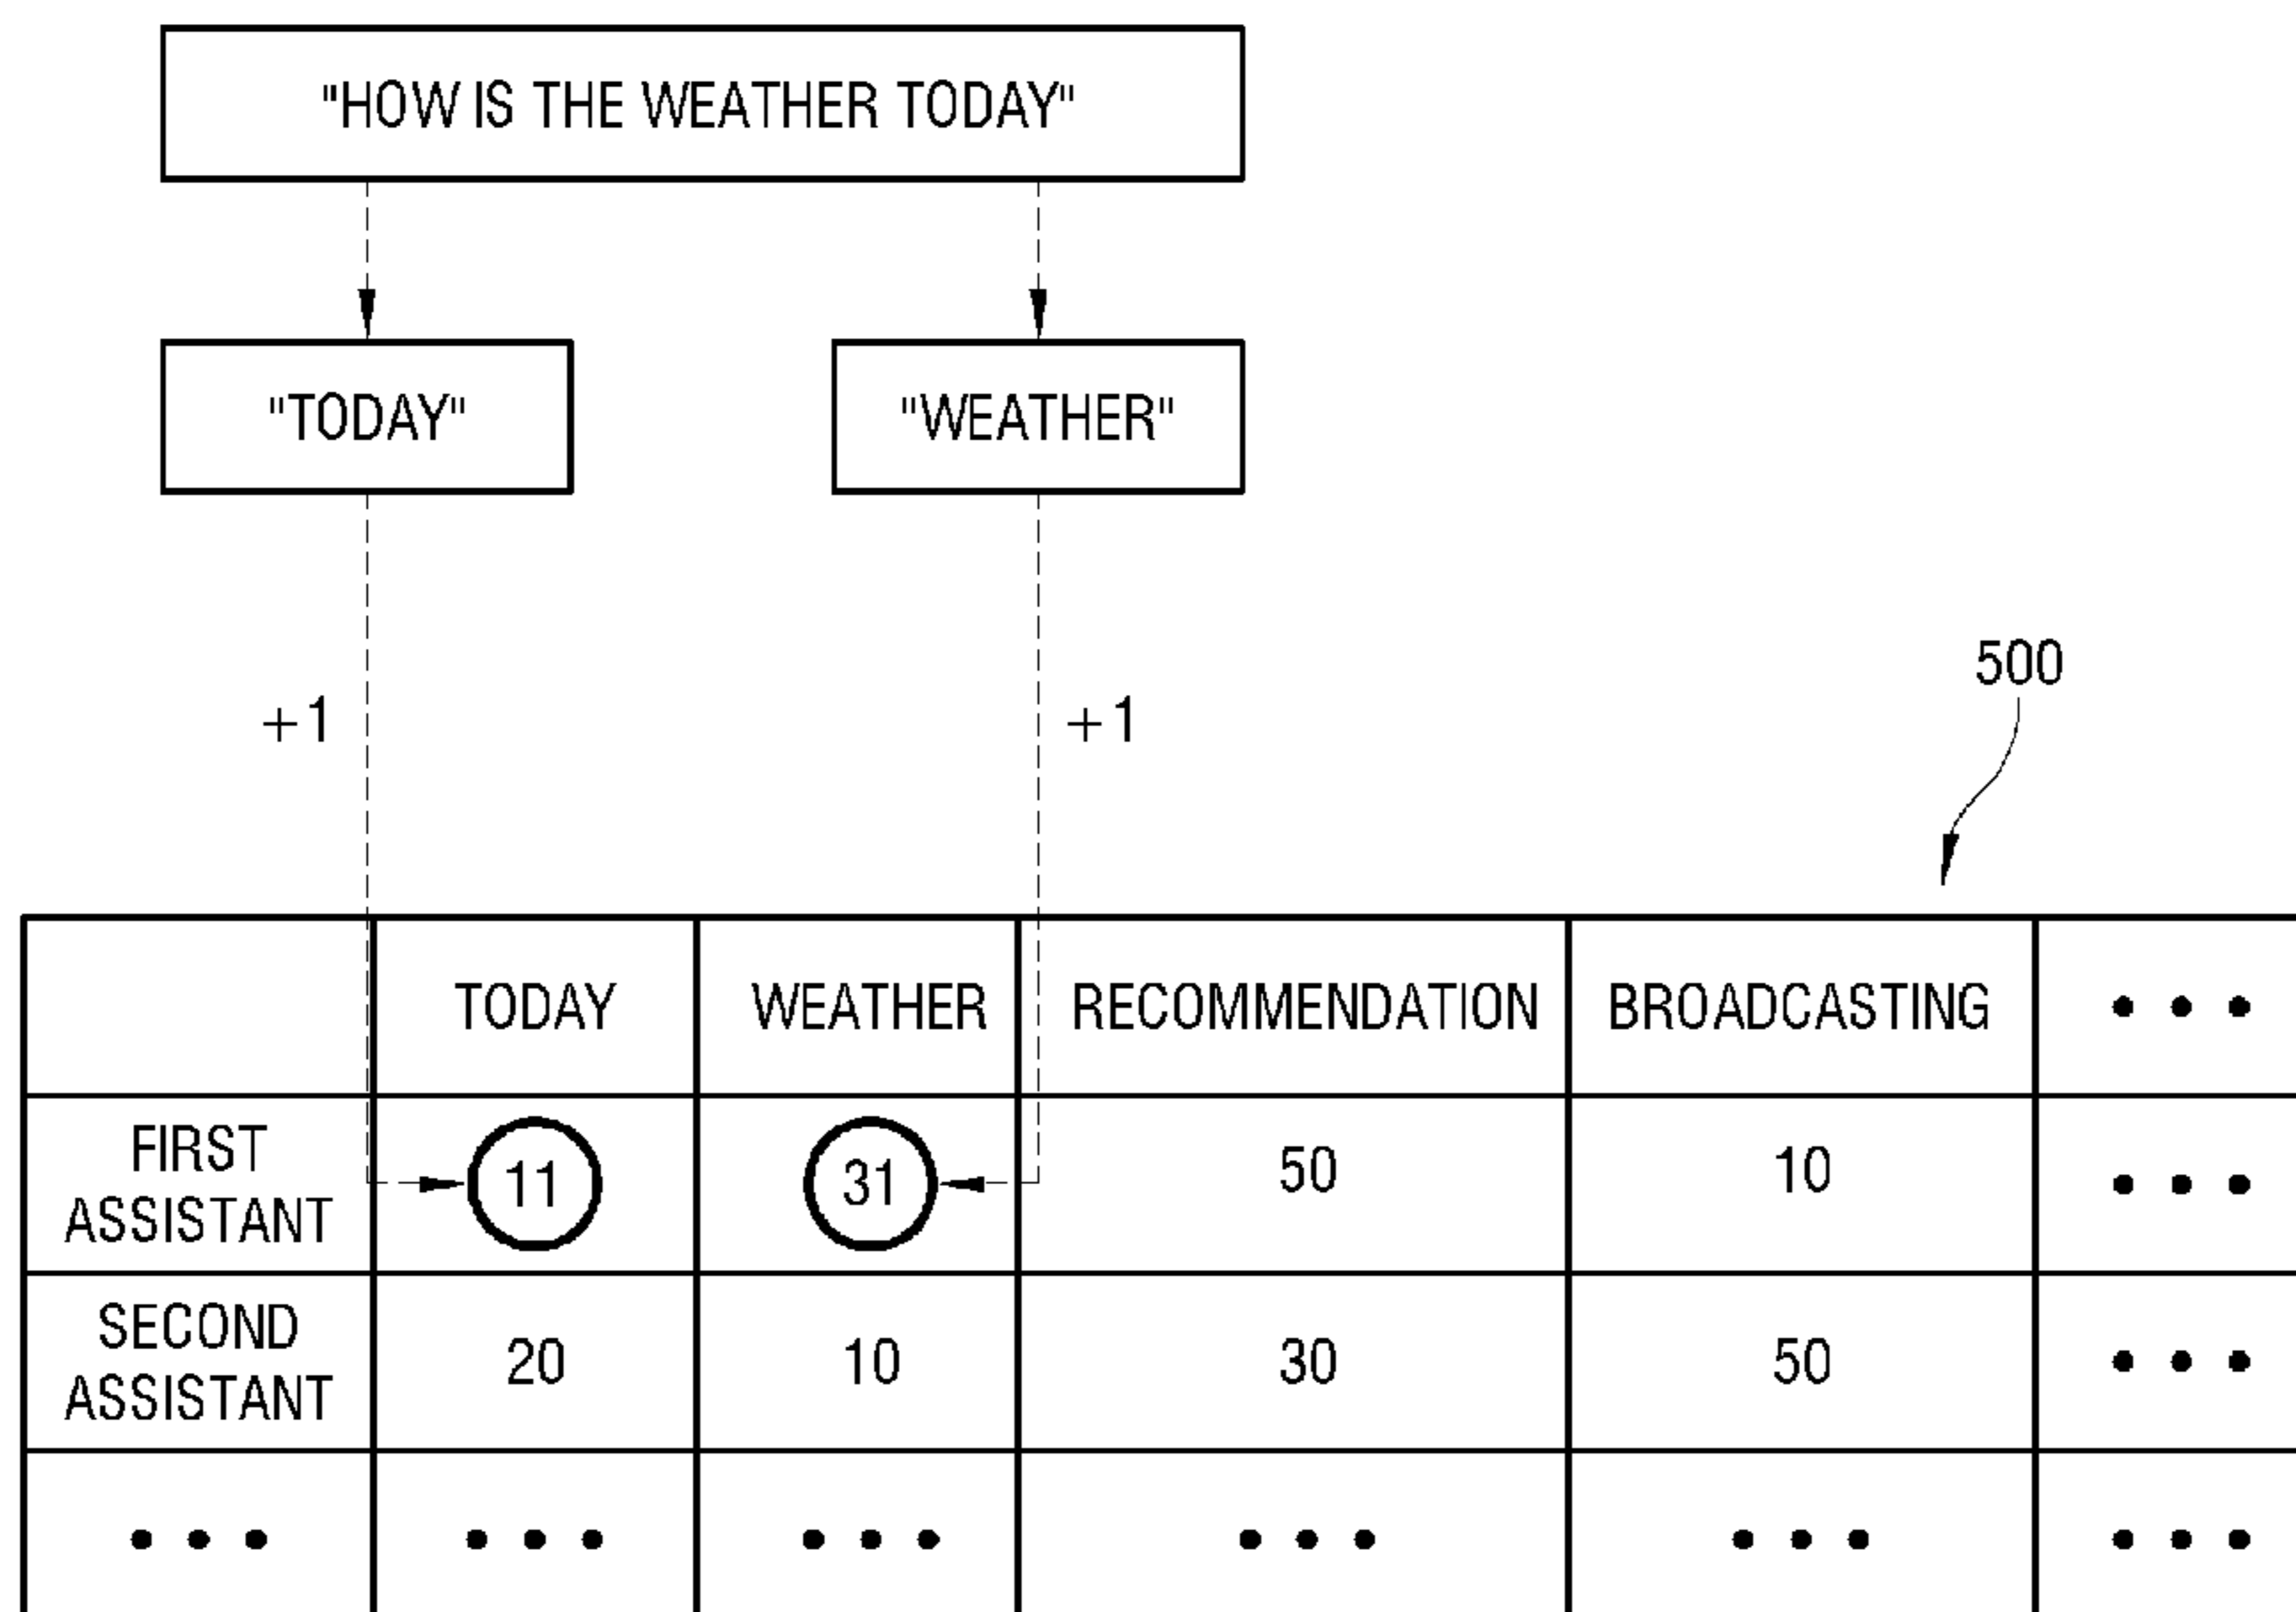 "HOW IS THE WEATHER TODAY"
"TODAY" "WEATHER"
+1 +1
500
TODAY WEATHER RECOMMENDATION BROADCASTING • • •
FIRST
ASSISTANT 11 31 50 10 • • •
SECOND
ASSISTANT 20 10 30 50 • • •
• • • • • • • • • • • • • • • • • •